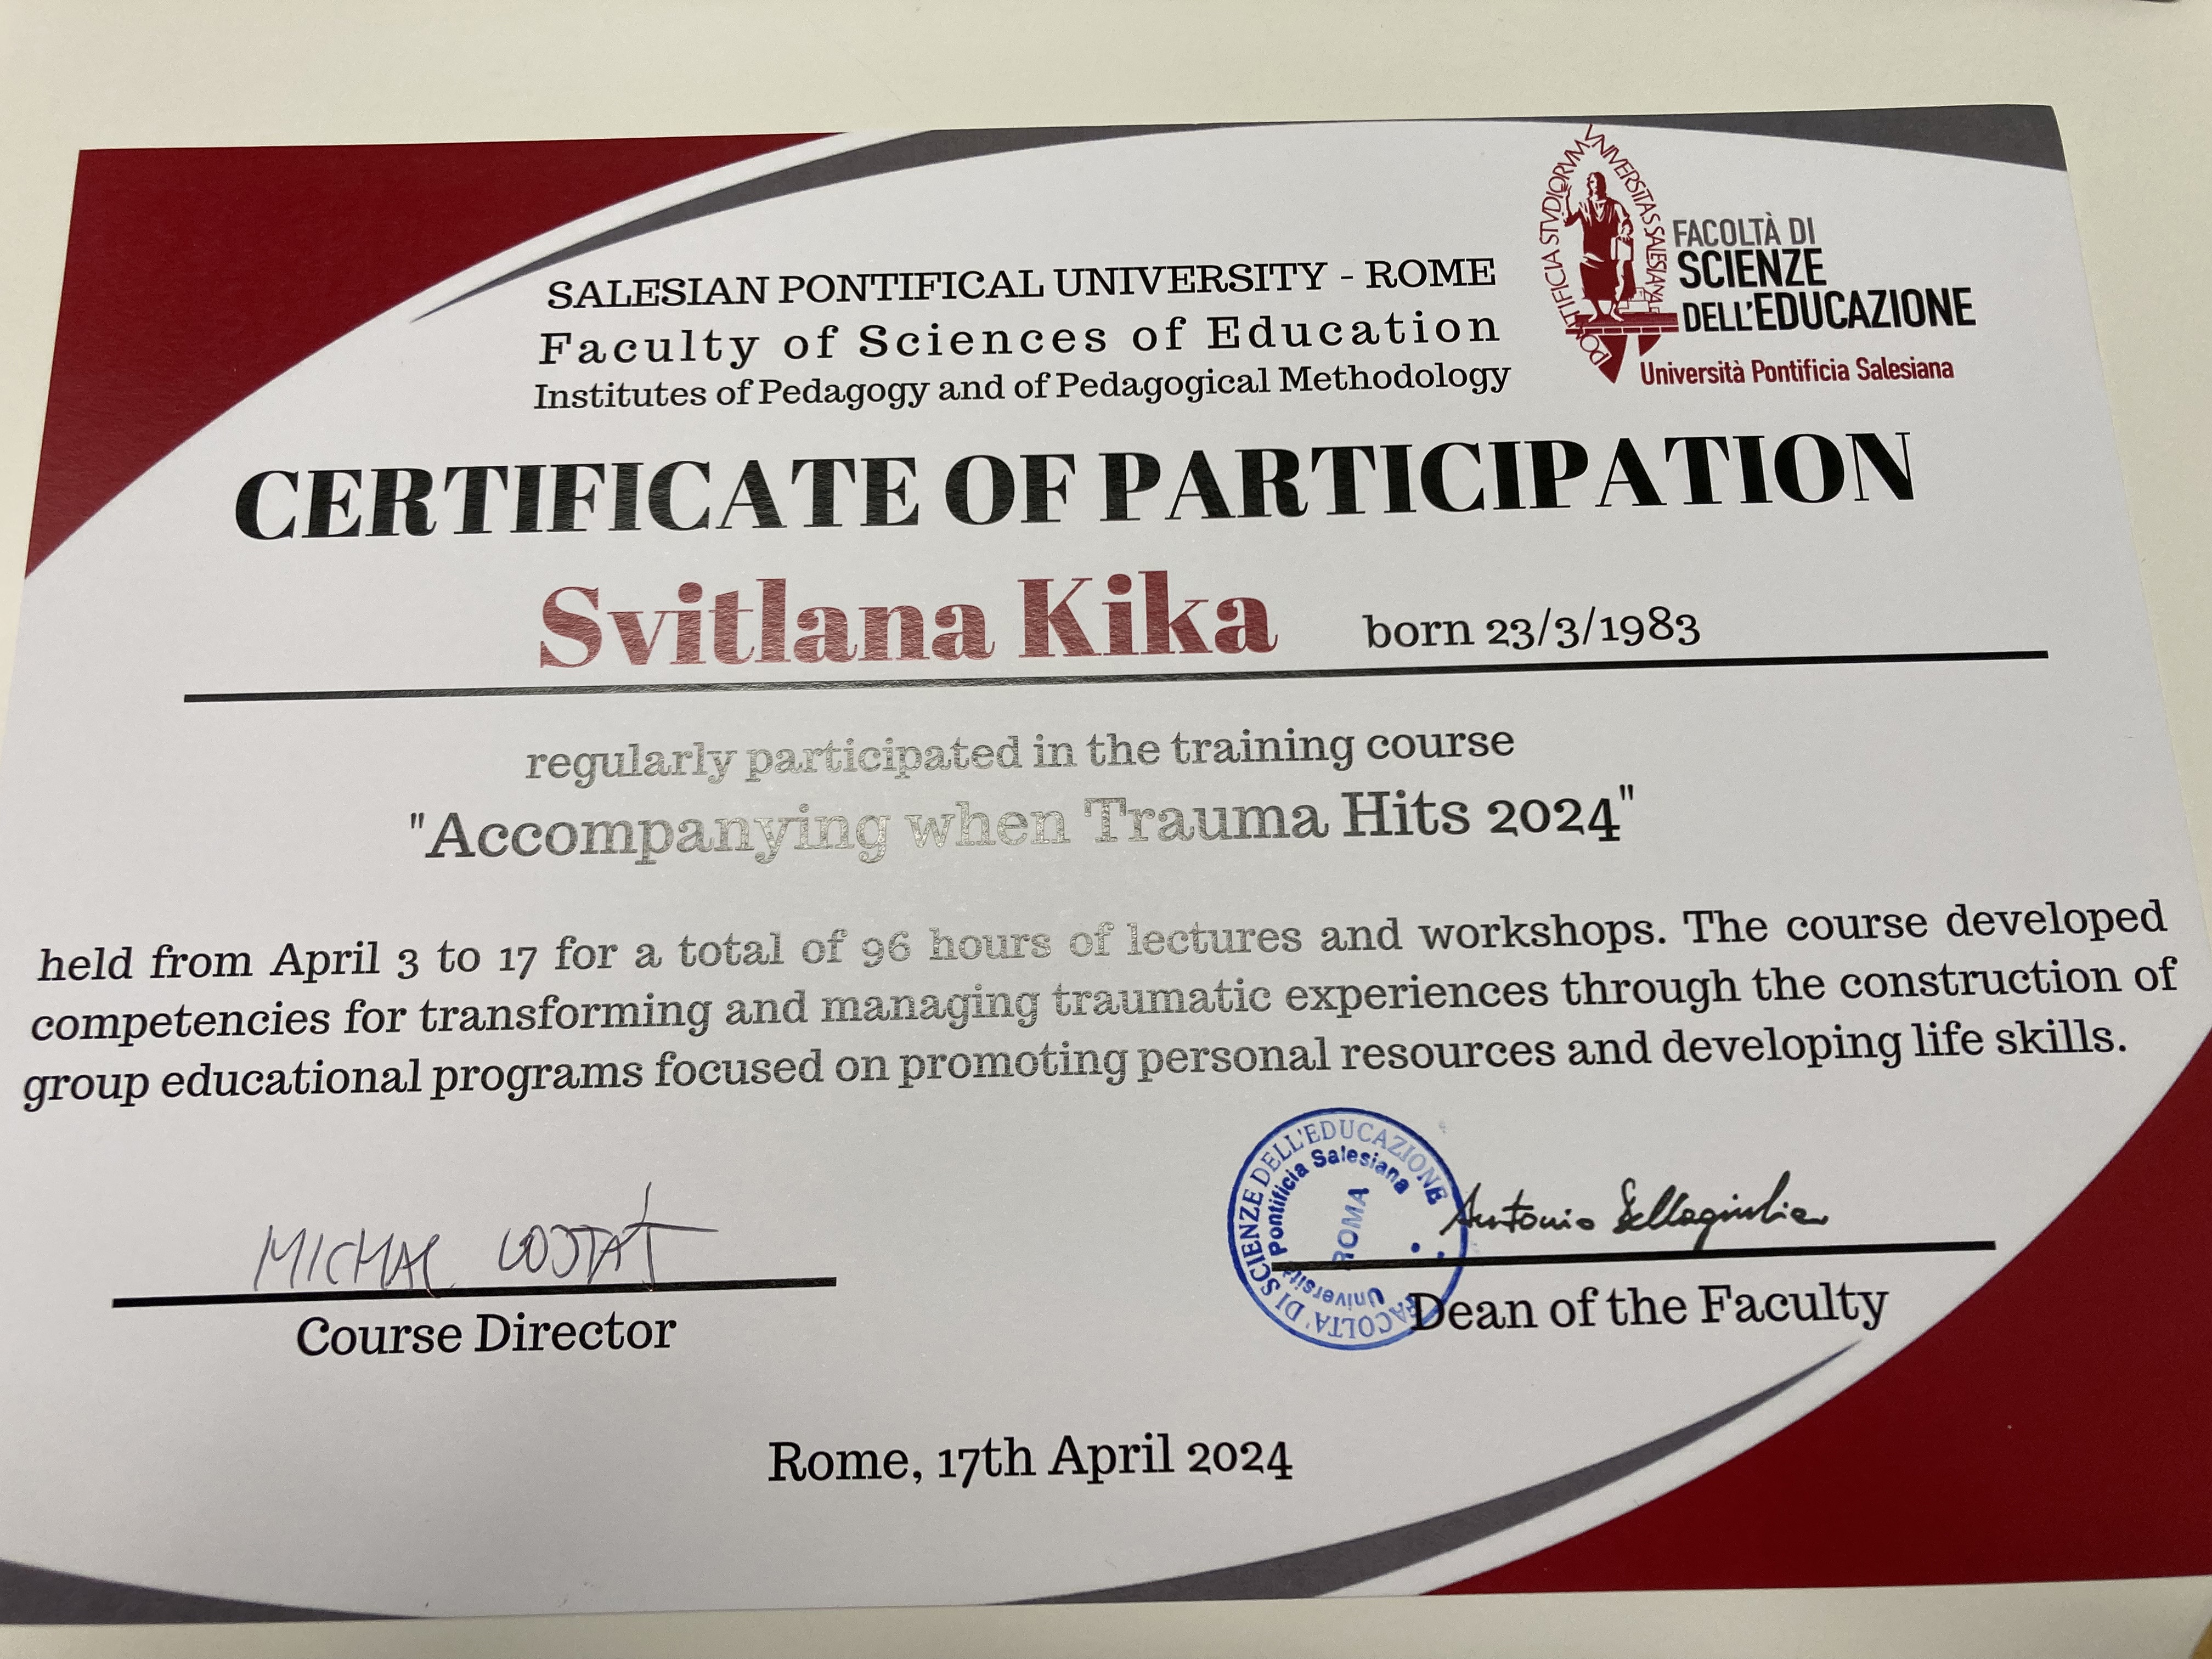 PONTIFICIA STVDIORVM VNIVERSITAS SALESIANA
FACOLTÀ DI
SCIENZE
DELL'EDUCAZIONE
Università Pontificia Salesiana
SALESIAN PONTIFICAL UNIVERSITY - ROME
Faculty of Sciences of Education
Institutes of Pedagogy and of Pedagogical Methodology
CERTIFICATE OF PARTICIPATION
Svitlana Kika born 23/3/1983
regularly participated in the training course
"Accompanying when Trauma Hits 2024"
held from April 3 to 17 for a total of 96 hours of lectures and workshops. The course developed
competencies for transforming and managing traumatic experiences through the construction of
group educational programs focused on promoting personal resources and developing life skills.
FACOLTA' DI SCIENZE DELL'EDUCAZIONE
Università Pontificia Salesiana
ROMA
Antonio
Course Director
Dean of the Faculty
Rome, 17th April 2024